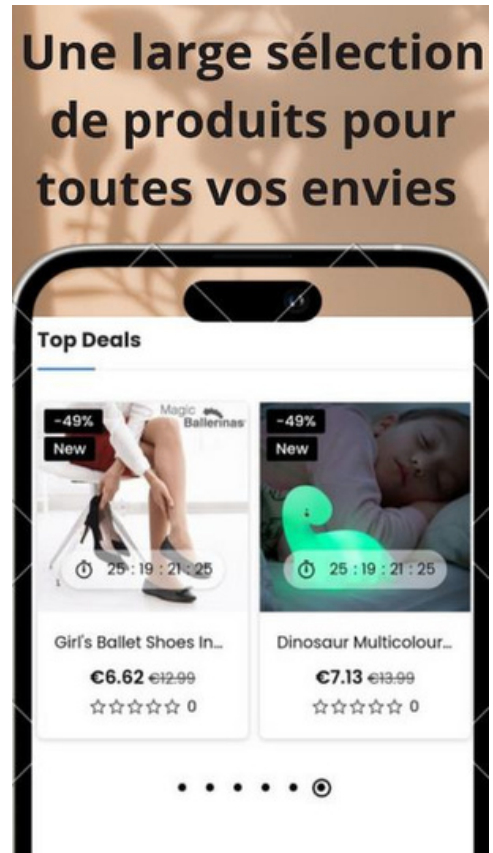 Une large sélection
de produits pour
toutes vos envies
Top Deals
-49%
New
Magic
Ballerinas
25 : 19 : 21 : 25
Girl's Ballet Shoes In...
€6.62 €12.99
0
-49%
New
25 : 19 : 21 : 25
Dinosaur Multicolour...
€7.13 €13.99
0